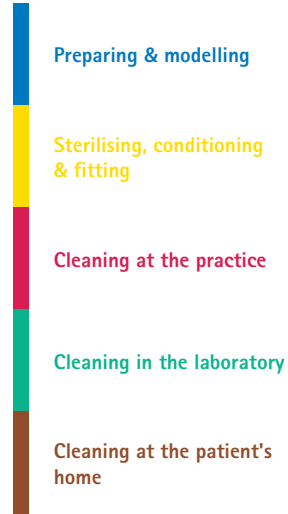 Preparing & modelling
Sterilising, conditioning
& fitting
Cleaning at the practice
Cleaning in the laboratory
Cleaning at the patient's
home